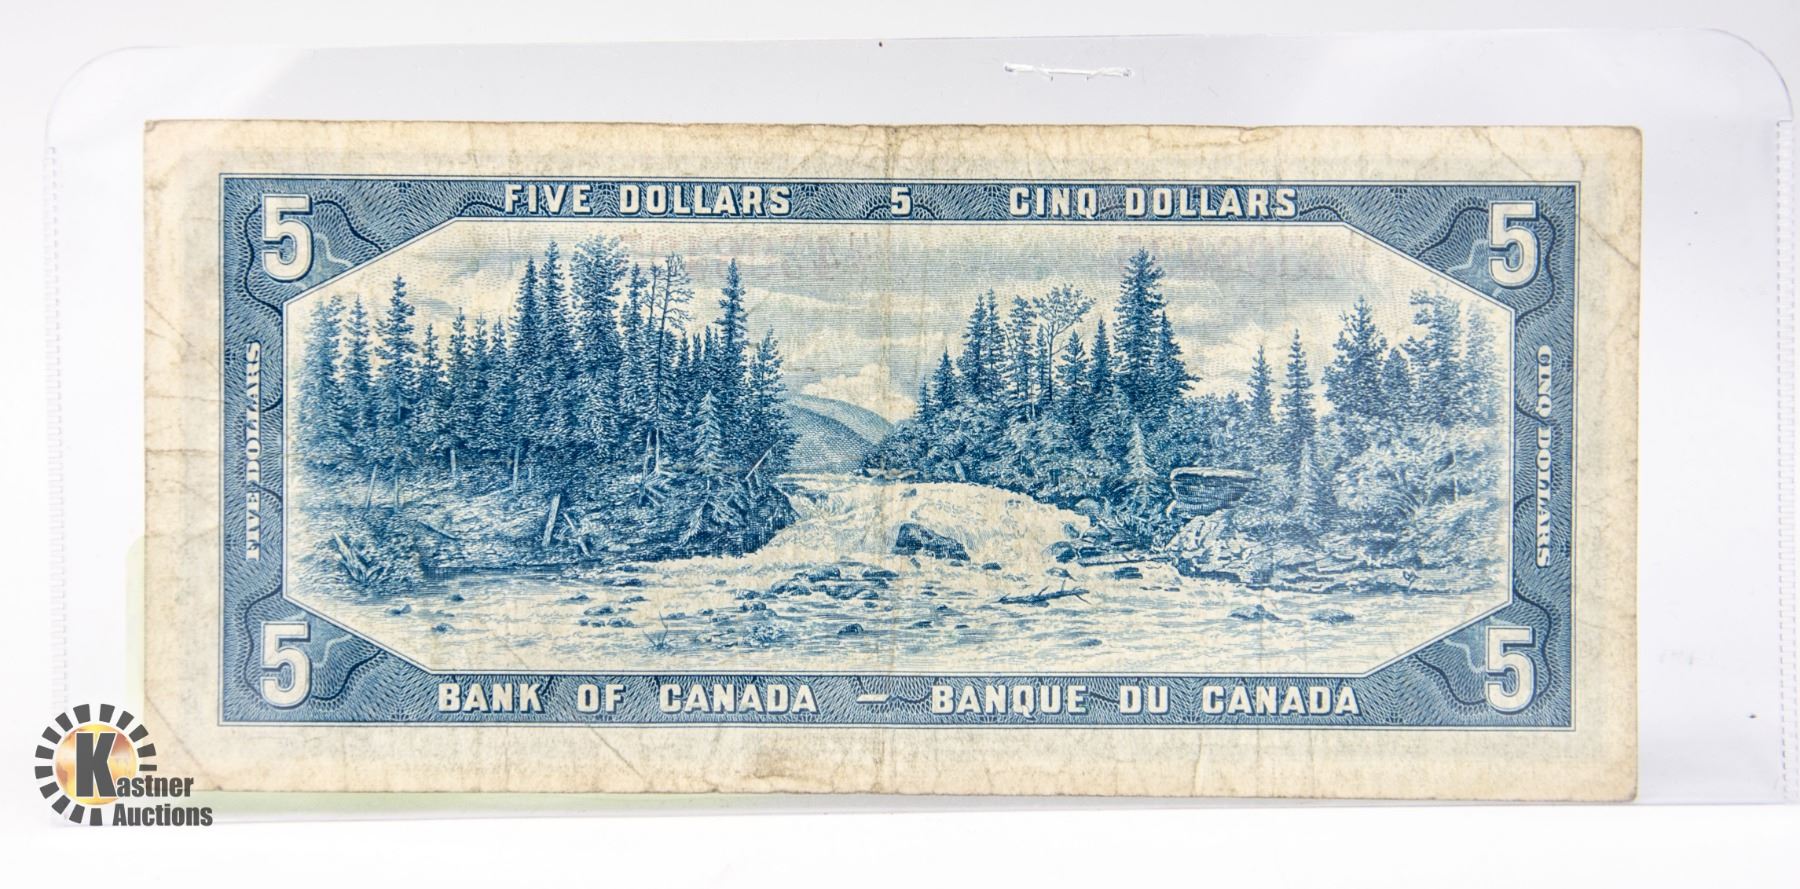 FIVE DOLLARS 5 CINQ DOLLARS
5 5
FIVE DOLLARS
CINQ DOLLARS
5 5
BANK OF CANADA — BANQUE DU CANADA
Kastner
Auctions